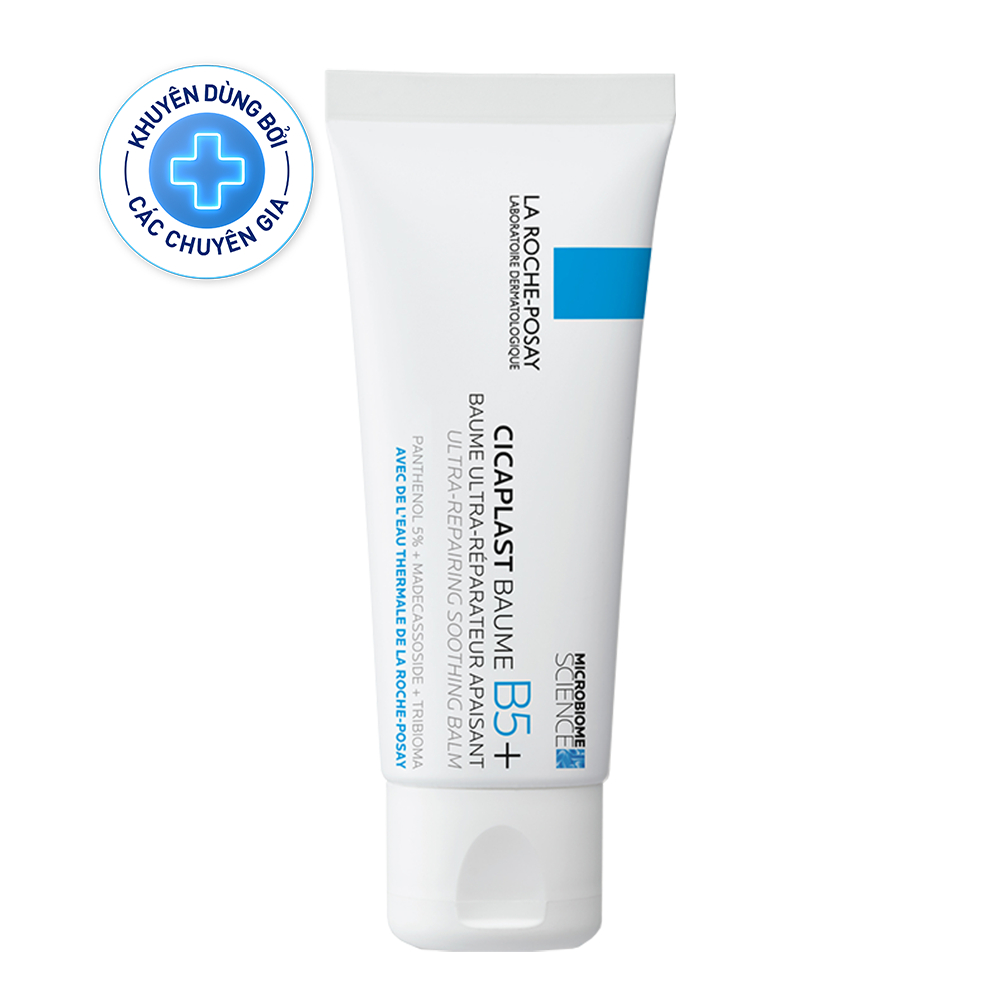 KHUYÊN DÙNG BỞI
CÁC CHUYÊN GIA
LA ROCHE-POSAY
LABORATOIRE DERMATOLOGIQUE
CICAPLAST BAUME B5+
BAUME ULTRA-RÉPARATEUR APAISANT
ULTRA-REPAIRING SOOTHING BALM
PANTHENOL 5% + MADECASSOSIDE + TRIBIOMA
AVEC DE L'EAU THERMALE DE LA ROCHE-POSAY
MICROBIOME
SCIENCE